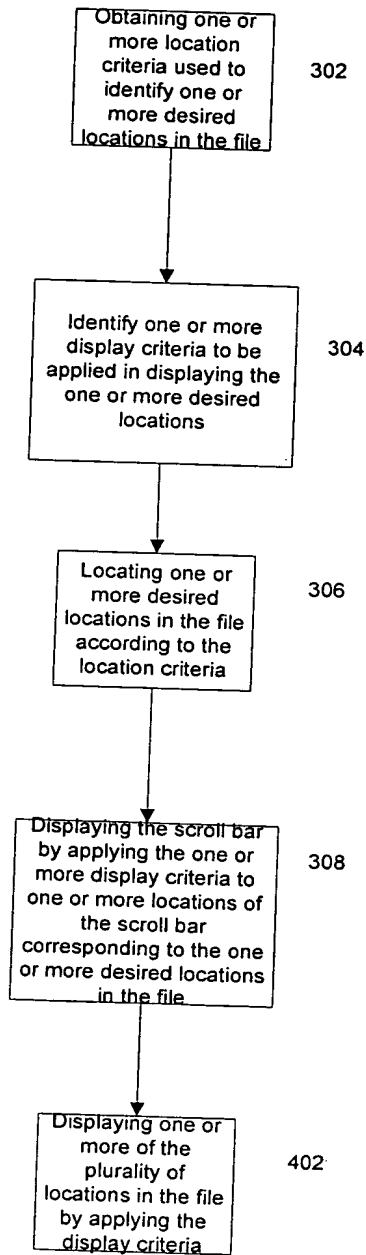 Obtaining one or
more location
criteria used to
identify one or
more desired
locations in the file
302
Identify one or more
display criteria to be
applied in displaying the
one or more desired
locations
304
Locating one or
more desired
locations in the file
according to the
location criteria
306
Displaying the scroll bar
by applying the one or
more display criteria to
one or more locations of
the scroll bar
corresponding to the one
or more desired locations
in the file
308
Displaying one or
more of the
plurality of
locations in the file
by applying the
display criteria
402